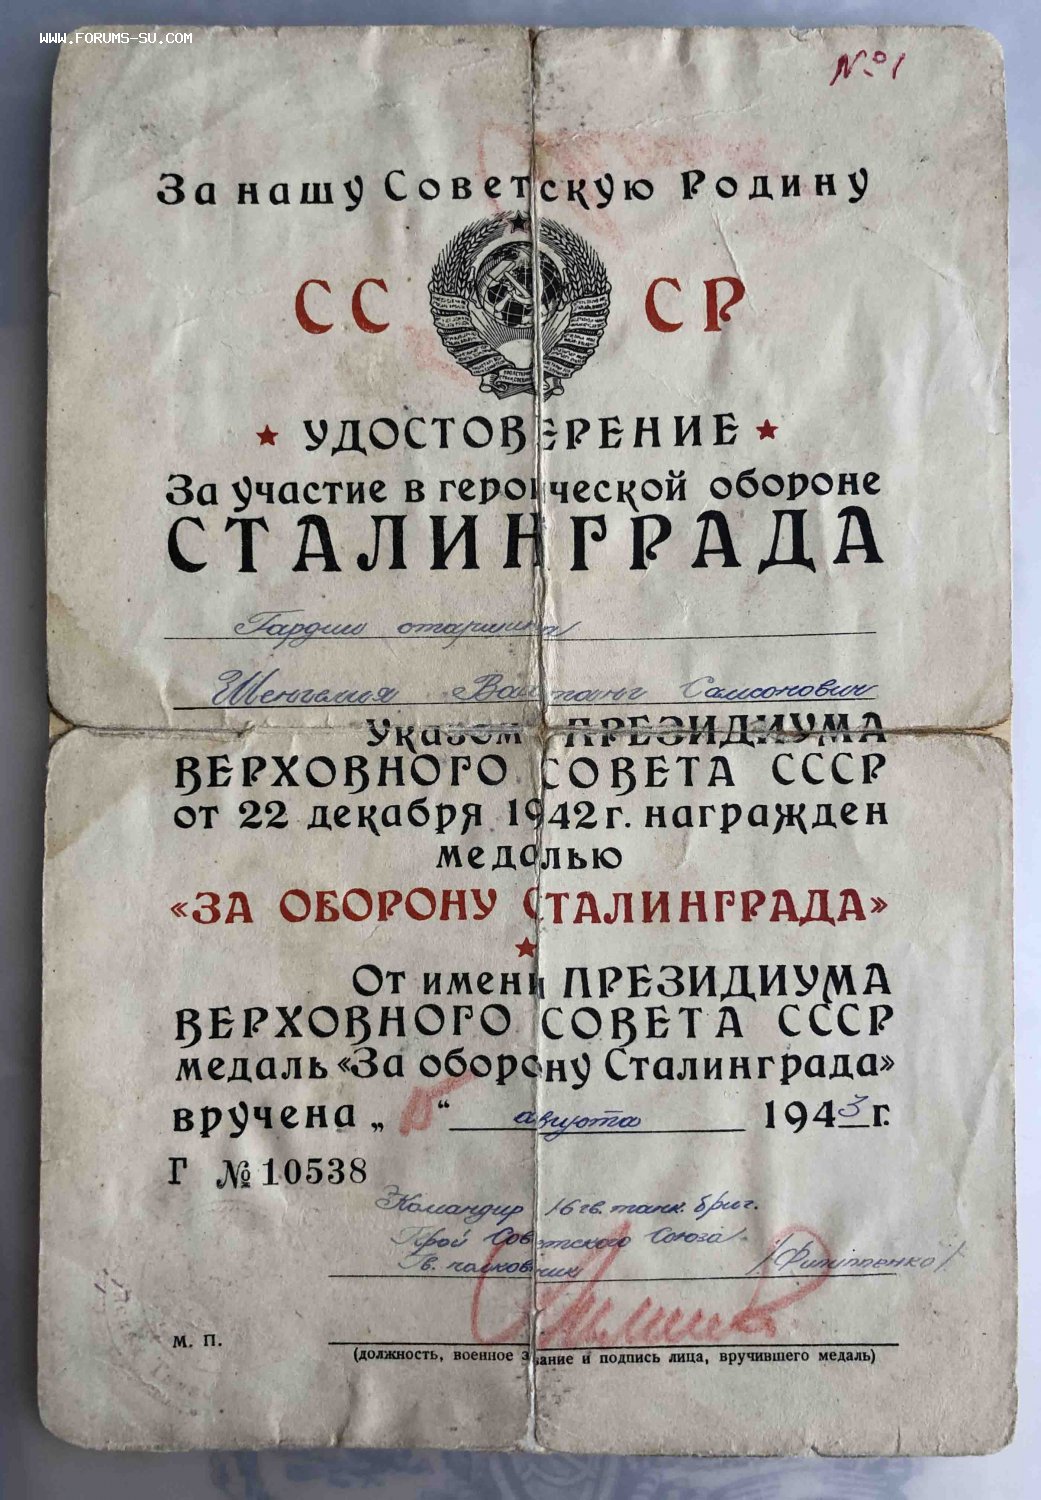 www.forums-su.com
№1
За нашу Советскую Родину
СС СР
УДОСТОВЕРЕНИЕ
За участие в героической обороне
СТАЛИНГРАДА
Гвардии старшина
Шенгелия Вахтанг Самсонович
Указом ПРЕЗИДИУМА
ВЕРХОВНОГО СОВЕТА СССР
от 22 декабря 1942 г. награжден
медалью
«ЗА ОБОРОНУ СТАЛИНГРАДА»
От имени ПРЕЗИДИУМА
ВЕРХОВНОГО СОВЕТА СССР
медаль «За оборону Сталинграда»
вручена „5“ августа 1943 г.
Г № 10538
Командир 16 гв. танк. бриг.
Герой Советского Союза
Гв. полковник /Филиппенко/
М. П.
(должность, военное звание и подпись лица, вручившего медаль)